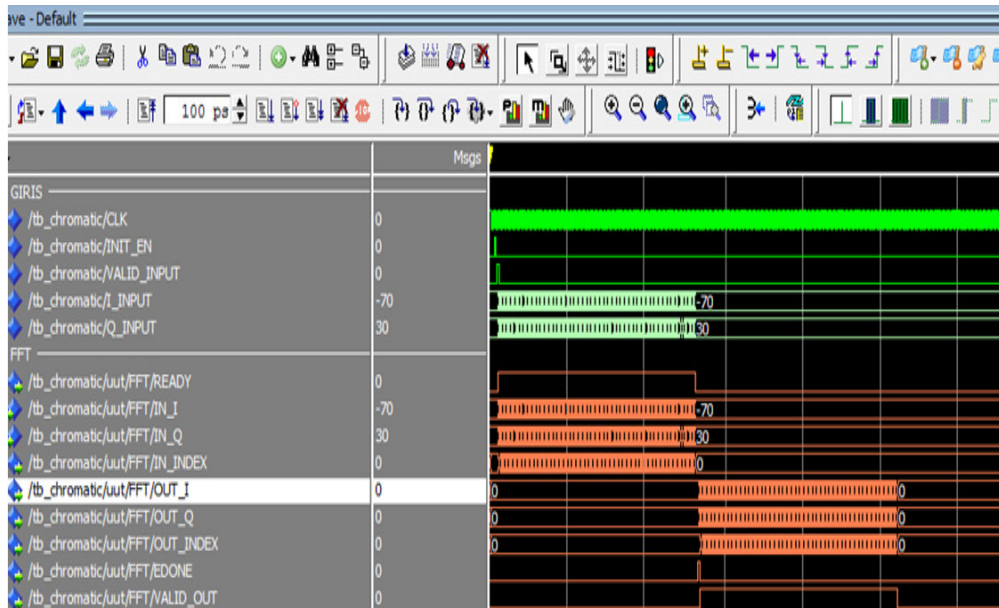 ave - Default
100 ps
Msgs
GIRIS
/tb_chromatic/CLK 0
/tb_chromatic/INIT_EN 0
/tb_chromatic/VALID_INPUT 0
/tb_chromatic/I_INPUT -70 -70
/tb_chromatic/Q_INPUT 30 30
FFT
/tb_chromatic/uut/FFT/READY 0
/tb_chromatic/uut/FFT/IN_I -70 -70
/tb_chromatic/uut/FFT/IN_Q 30 30
/tb_chromatic/uut/FFT/IN_INDEX 0 0
/tb_chromatic/uut/FFT/OUT_I 0 0 0
/tb_chromatic/uut/FFT/OUT_Q 0 0 0
/tb_chromatic/uut/FFT/OUT_INDEX 0 0 0
/tb_chromatic/uut/FFT/EDONE 0
/tb_chromatic/uut/FFT/VALID_OUT 0